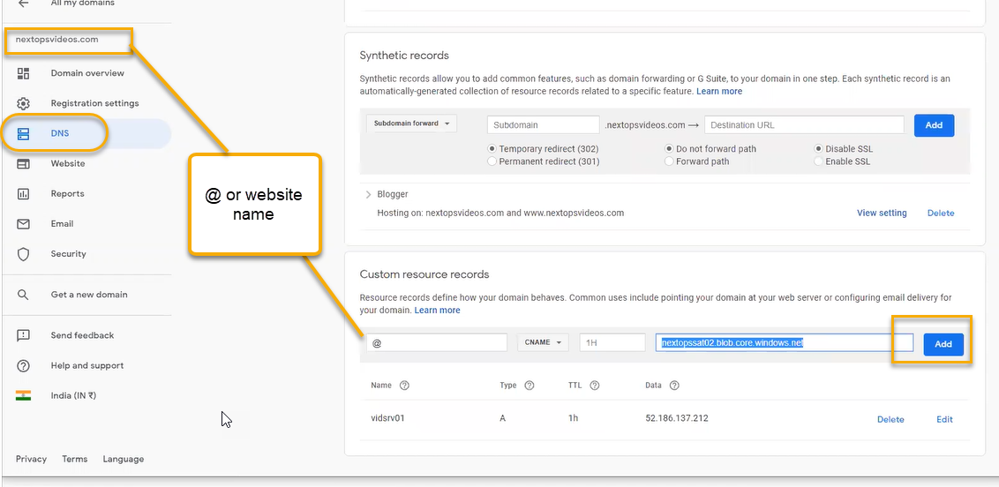 All my domains
nextopsvideos.com
Domain overview
Registration settings
DNS
Website
Reports
Email
Security
Get a new domain
Send feedback
Help and support
India (IN ₹)
Privacy Terms Language
@ or website
name
Synthetic records
Synthetic records allow you to add common features, such as domain forwarding or G Suite, to your domain in one step. Each synthetic record is an
automatically-generated collection of resource records related to a specific feature. Learn more
Subdomain forward Subdomain .nextopsvideos.com → Destination URL Add
Temporary redirect (302) Do not forward path Disable SSL
Permanent redirect (301) Forward path Enable SSL
Blogger
Hosting on: nextopsvideos.com and www.nextopsvideos.com View setting Delete
Custom resource records
Resource records define how your domain behaves. Common uses include pointing your domain at your web server or configuring email delivery for
your domain. Learn more
@ CNAME 1H nextopssat02.blob.core.windows.net Add
Name ? Type ? TTL ? Data ?
vidsrv01 A 1h 52.186.137.212 Delete Edit